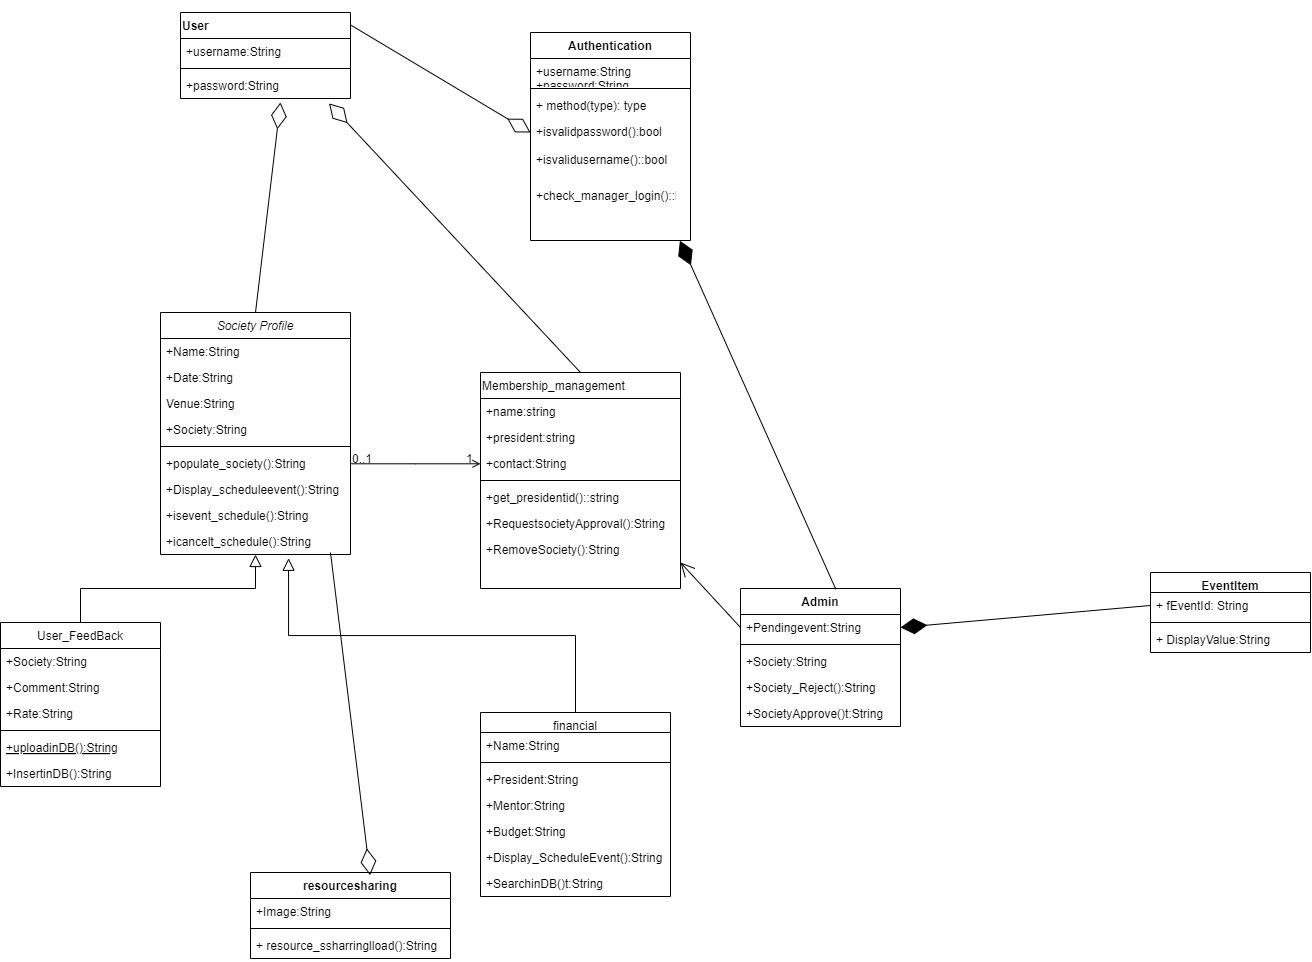 User
+username:String
+password:String
Authentication
+username:String
+password:String
+ method(type): type
+isvalidpassword():bool
+isvalidusername()::bool
+check_manager_login()::
Society Profile
+Name:String
+Date:String
Venue:String
+Society:String
+populate_society():String
+Display_scheduleevent():String
+isevent_schedule():String
+icancelt_schedule():String
0..1
1
Membership_management
+name:string
+president:string
+contact:String
+get_presidentid()::string
+RequestsocietyApproval():String
+RemoveSociety():String
Admin
+Pendingevent:String
+Society:String
+Society_Reject():String
+SocietyApprove()t:String
EventItem
+ fEventId: String
+ DisplayValue:String
User_FeedBack
+Society:String
+Comment:String
+Rate:String
+uploadinDB():String
+InsertinDB():String
financial
+Name:String
+President:String
+Mentor:String
+Budget:String
+Display_ScheduleEvent():String
+SearchinDB()t:String
resourcesharing
+Image:String
+ resource_ssharringlload():String